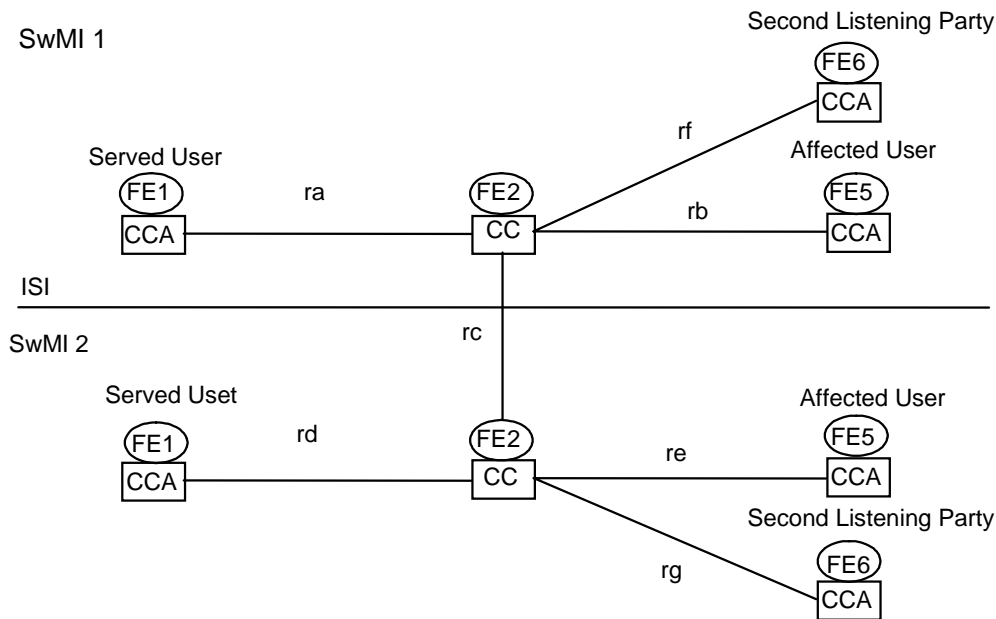 Second Listening Party
SwMI 1
FE6
CCA
rf
Served User
Affected User
FE1
ra
FE2
rb
FE5
CCA
CC
CCA
ISI
rc
SwMI 2
Served Uset
Affected User
FE1
rd
FE2
re
FE5
CCA
CC
CCA
Second Listening Party
rg
FE6
CCA